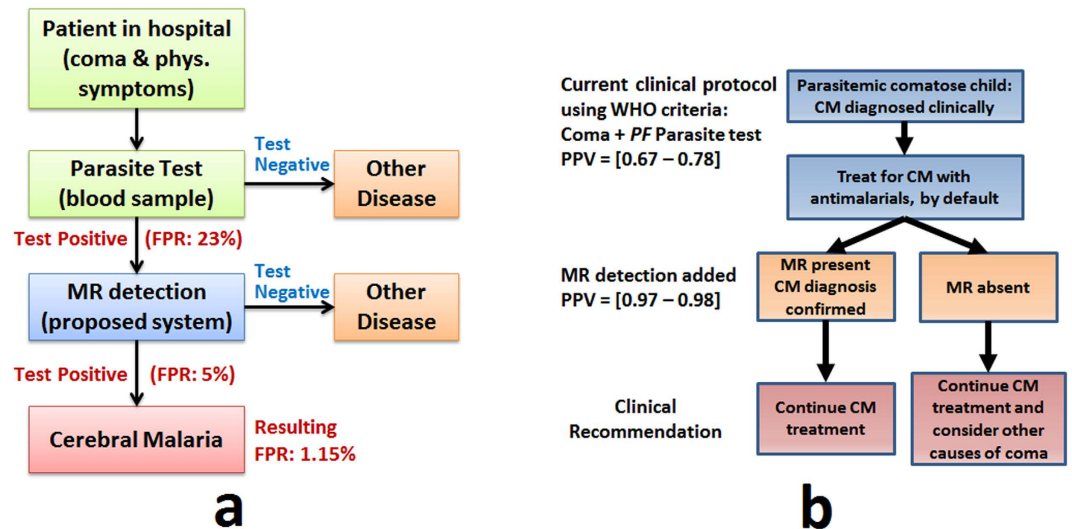 Patient in hospital
(coma & phys.
symptoms)
Parasite Test
(blood sample)
Test
Negative
Other
Disease
Test Positive
(FPR: 23%)
MR detection
(proposed system)
Test
Negative
Other
Disease
Test Positive
(FPR: 5%)
Cerebral Malaria
Resulting
FPR: 1.15%
a
Current clinical protocol
using WHO criteria:
Coma + PF Parasite test
PPV = [0.67 – 0.78]
Parasitemic comatose child:
CM diagnosed clinically
Treat for CM with
antimalarials, by default
MR detection added
PPV = [0.97 – 0.98]
MR present
CM diagnosis
confirmed
MR absent
Clinical
Recommendation
Continue CM
treatment
Continue CM
treatment and
consider other
causes of coma
b